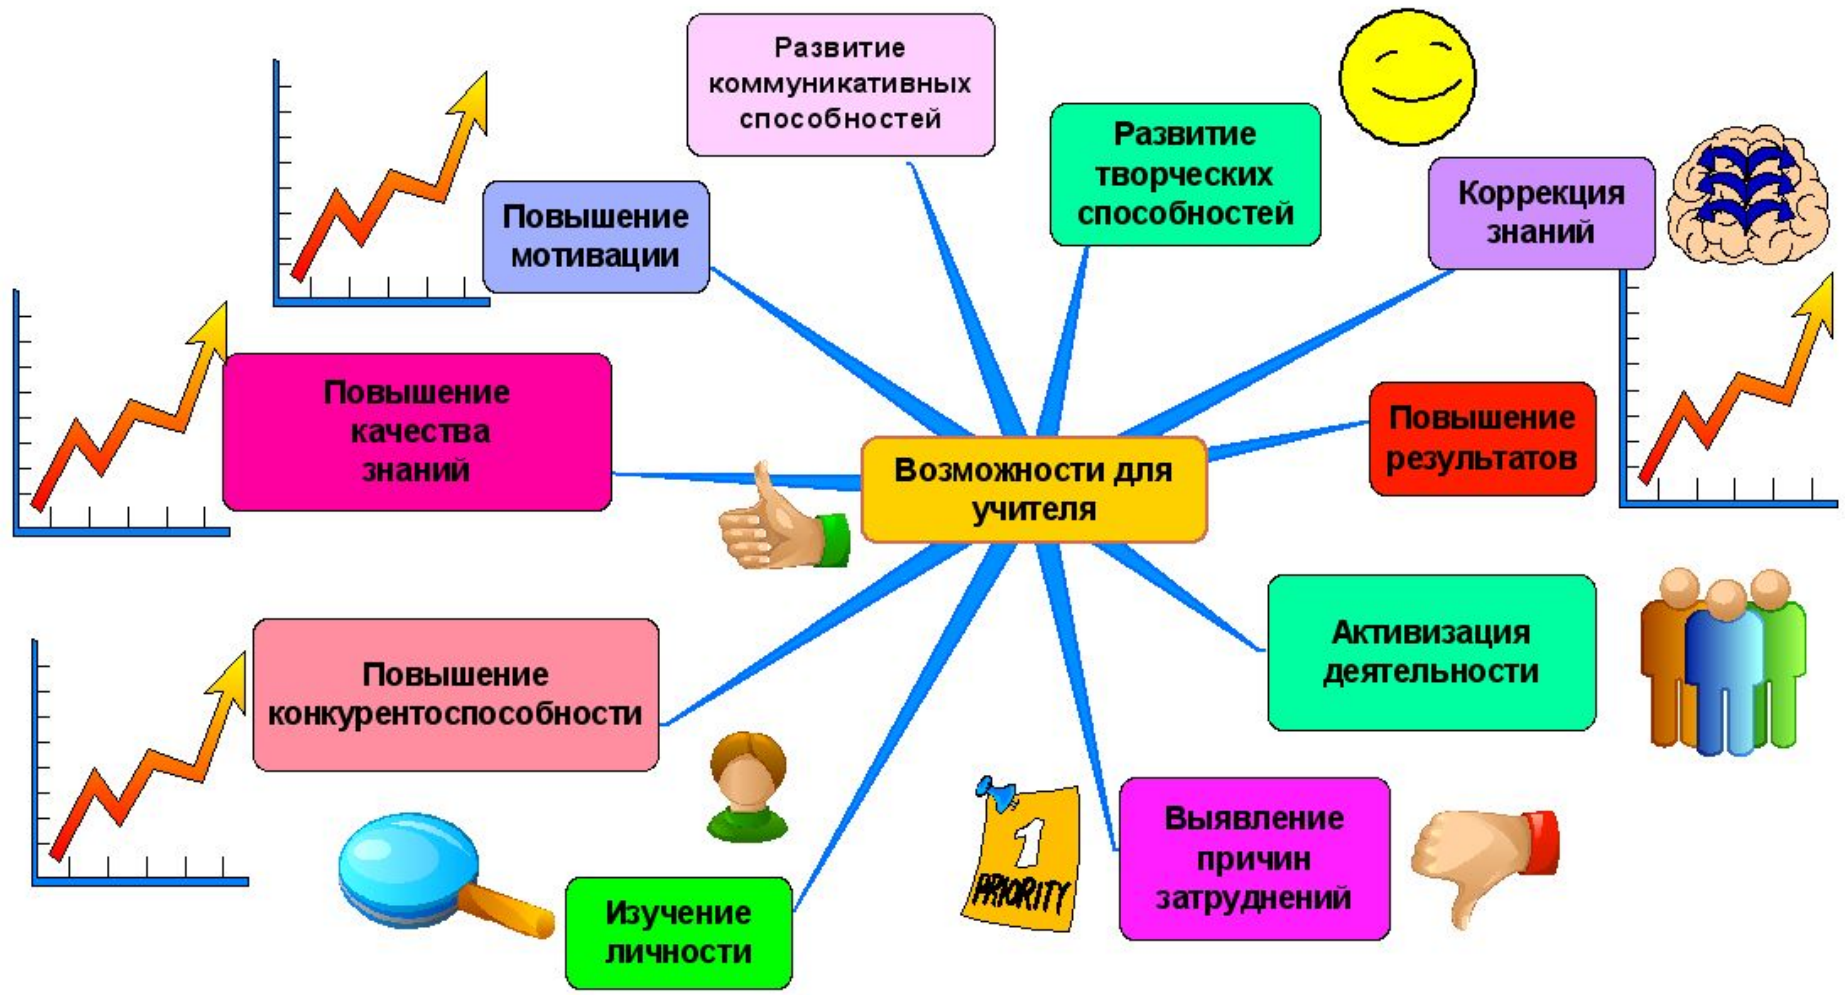 Развитие
коммуникативных
способностей
Развитие
творческих
способностей
Коррекция
знаний
Повышение
мотивации
Повышение
качества
знаний
Повышение
результатов
Возможности для
учителя
Активизация
деятельности
Повышение
конкурентоспособности
Выявление
причин
затруднений
1
PRIORITY
Изучение
личности